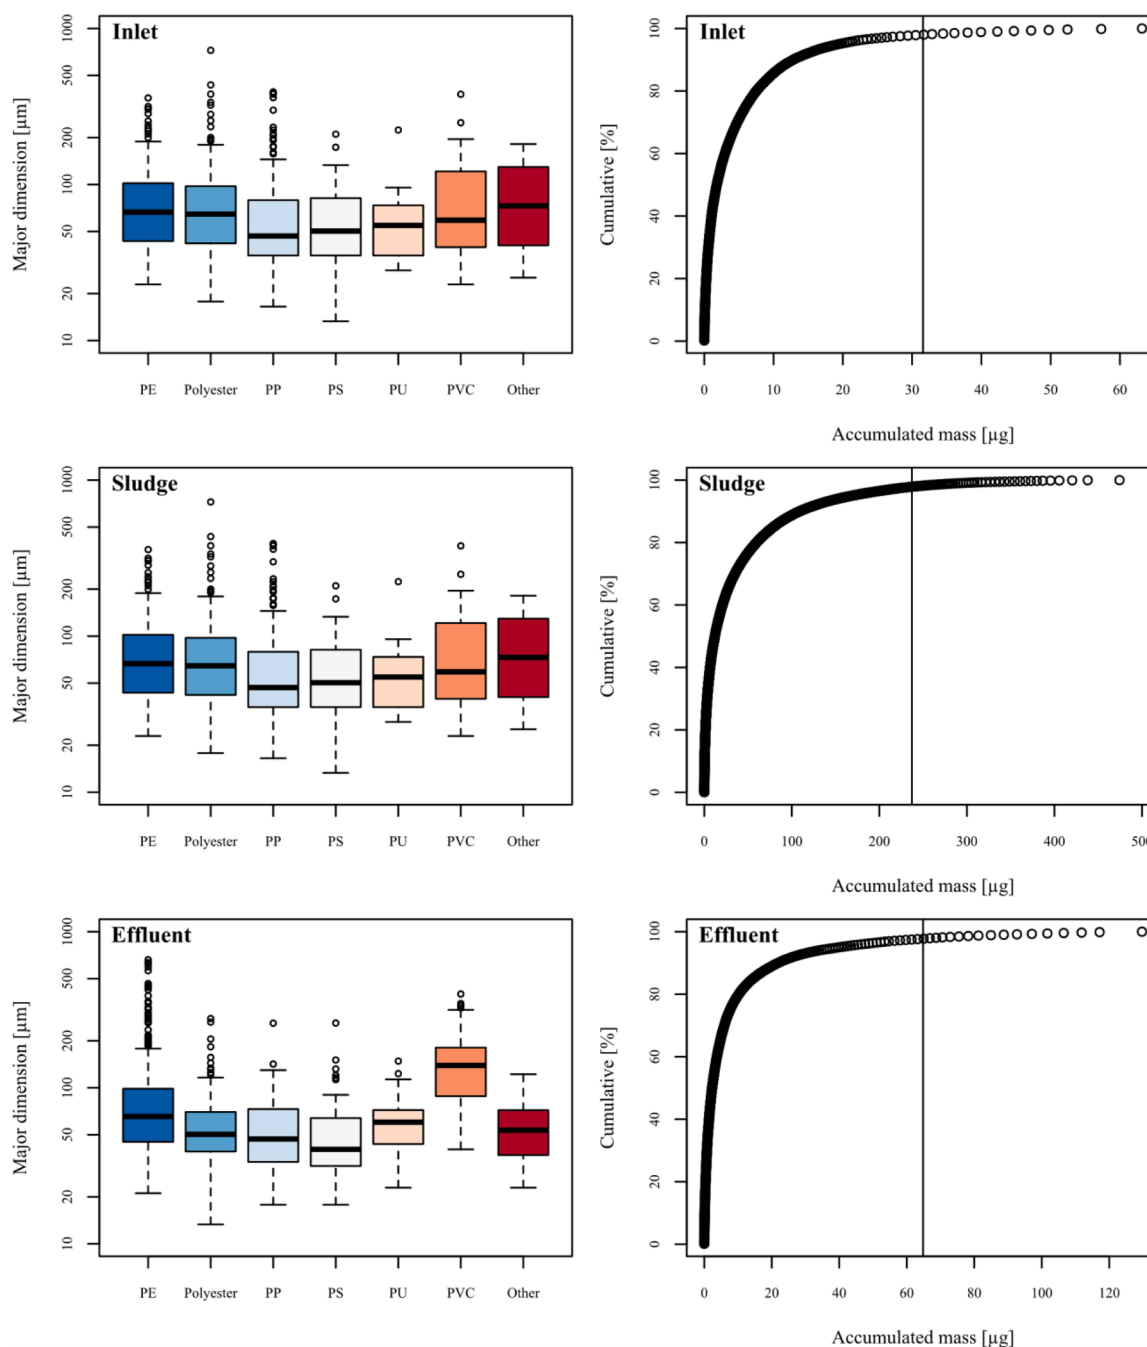 Inlet
Major dimension [µm]
1000
500
200
100
50
20
10
PE Polyester PP PS PU PVC Other
Inlet
Cumulative [%]
100
80
60
40
20
0
0 10 20 30 40 50 60
Accumulated mass [µg]
Sludge
Major dimension [µm]
1000
500
200
100
50
20
10
PE Polyester PP PS PU PVC Other
Sludge
Cumulative [%]
100
80
60
40
20
0
0 100 200 300 400 500
Accumulated mass [µg]
Effluent
Major dimension [µm]
1000
500
200
100
50
20
10
PE Polyester PP PS PU PVC Other
Effluent
Cumulative [%]
100
80
60
40
20
0
0 20 40 60 80 100 120
Accumulated mass [µg]